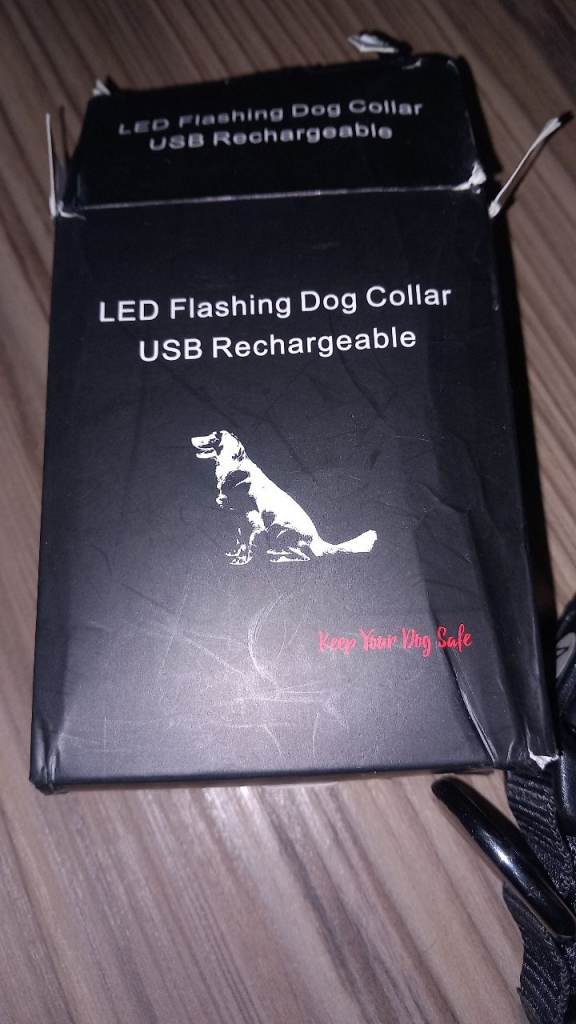 LED Flashing Dog Collar
USB Rechargeable
LED Flashing Dog Collar
USB Rechargeable
Keep Your Dog Safe